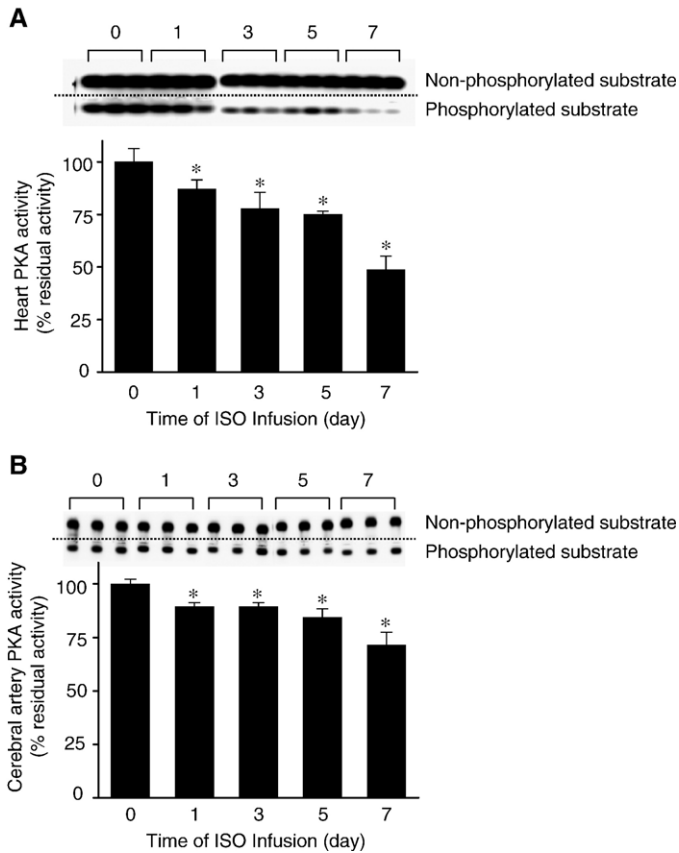 A
0 1 3 5 7
Non-phosphorylated substrate
Phosphorylated substrate
Heart PKA activity
(% residual activity)
100
75
50
25
0
* * * *
0 1 3 5 7
Time of ISO Infusion (day)
B
0 1 3 5 7
Non-phosphorylated substrate
Phosphorylated substrate
Cerebral artery PKA activity
(% residual activity)
100
75
50
25
0
* * * *
0 1 3 5 7
Time of ISO Infusion (day)